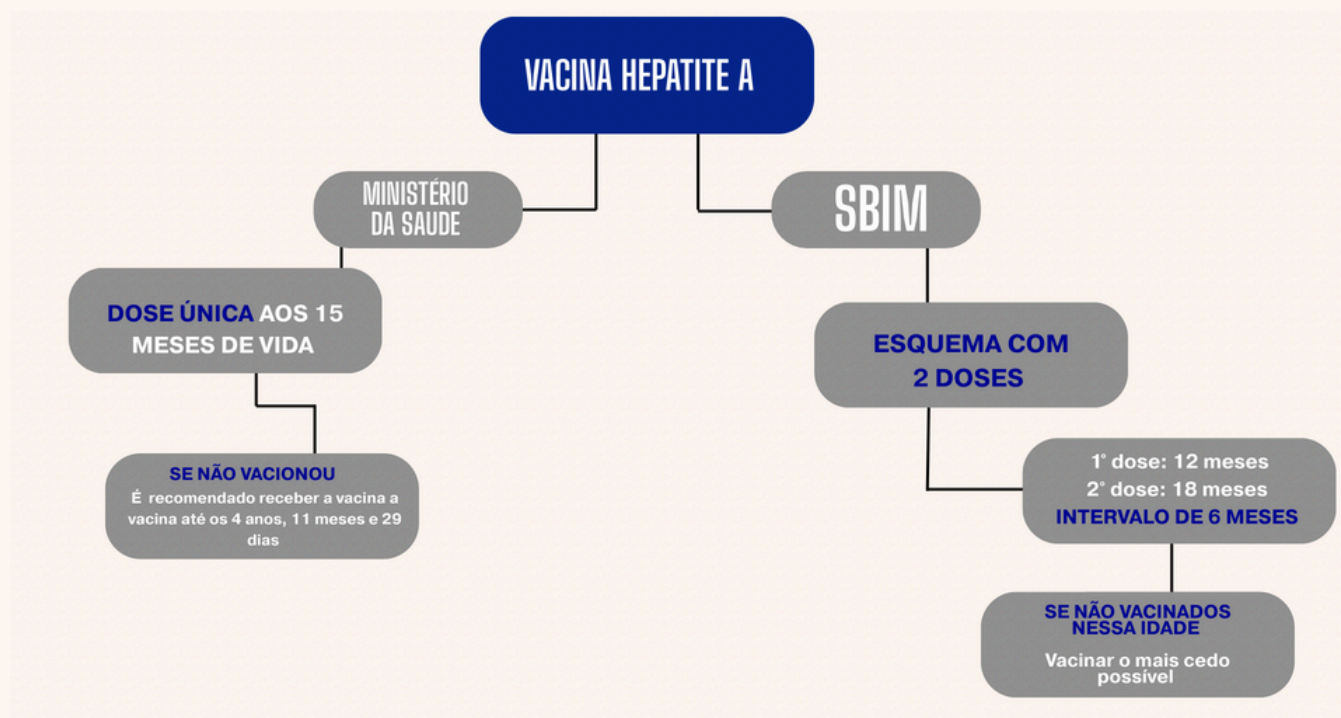 VACINA HEPATITE A
MINISTÉRIO
DA SAUDE
DOSE ÚNICA AOS 15
MESES DE VIDA
SE NÃO VACIONOU
É recomendado receber a vacina a
vacina até os 4 anos, 11 meses e 29
dias
SBIM
ESQUEMA COM
2 DOSES
1° dose: 12 meses
2° dose: 18 meses
INTERVALO DE 6 MESES
SE NÃO VACINADOS
NESSA IDADE
Vacinar o mais cedo
possível